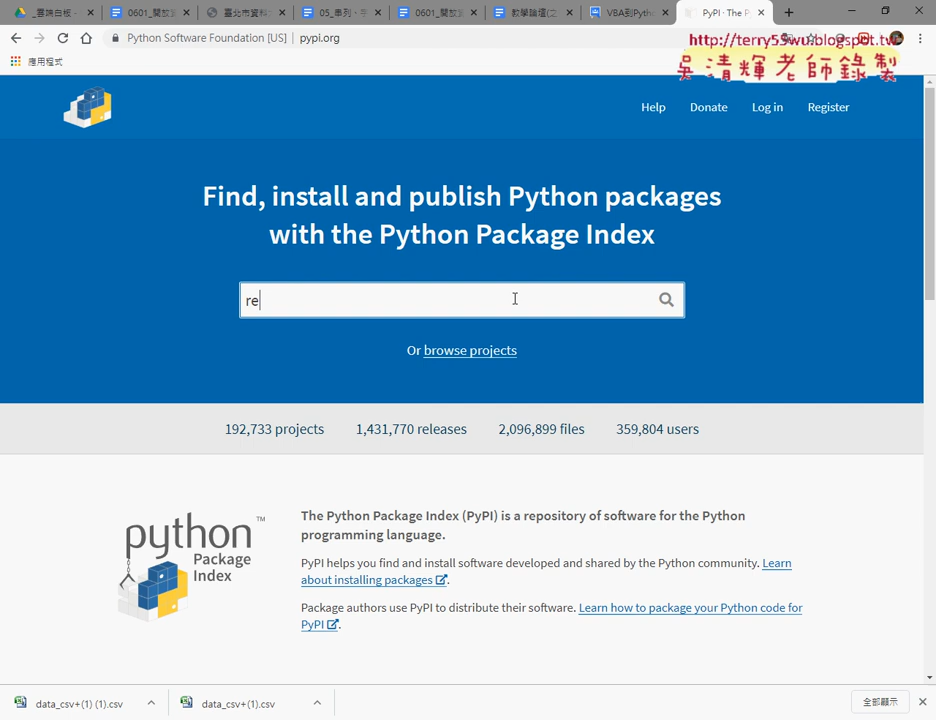 _雲端白板 -
0601_開放資
臺北市資料大
05_串列、字
0601_開放資
教學論壇(之
VBA到Pytho
PyPI · The P
Python Software Foundation [US] | pypi.org
http://terry55wu.blogspot.tw
應用程式
吳清輝老師錄製
Help
Donate
Log in
Register
Find, install and publish Python packages
with the Python Package Index
re
Or browse projects
192,733 projects
1,431,770 releases
2,096,899 files
359,804 users
python™
Package
Index
The Python Package Index (PyPI) is a repository of software for the Python
programming language.
PyPI helps you find and install software developed and shared by the Python community. Learn
about installing packages.
Package authors use PyPI to distribute their software. Learn how to package your Python code for
PyPI.
data_csv+(1) (1).csv
data_csv+(1).csv
全部顯示